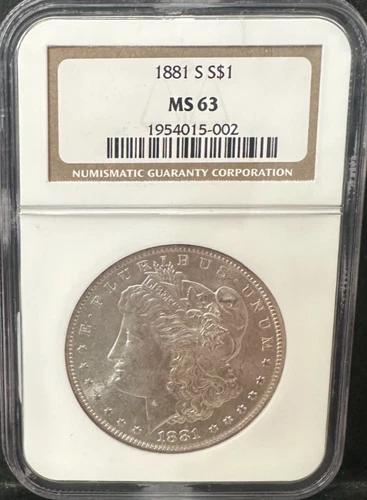 1881 S S$1
MS 63
1954015-002
NUMISMATIC GUARANTY CORPORATION
E·PLURIBUS·UNUM
LIBERTY
1881